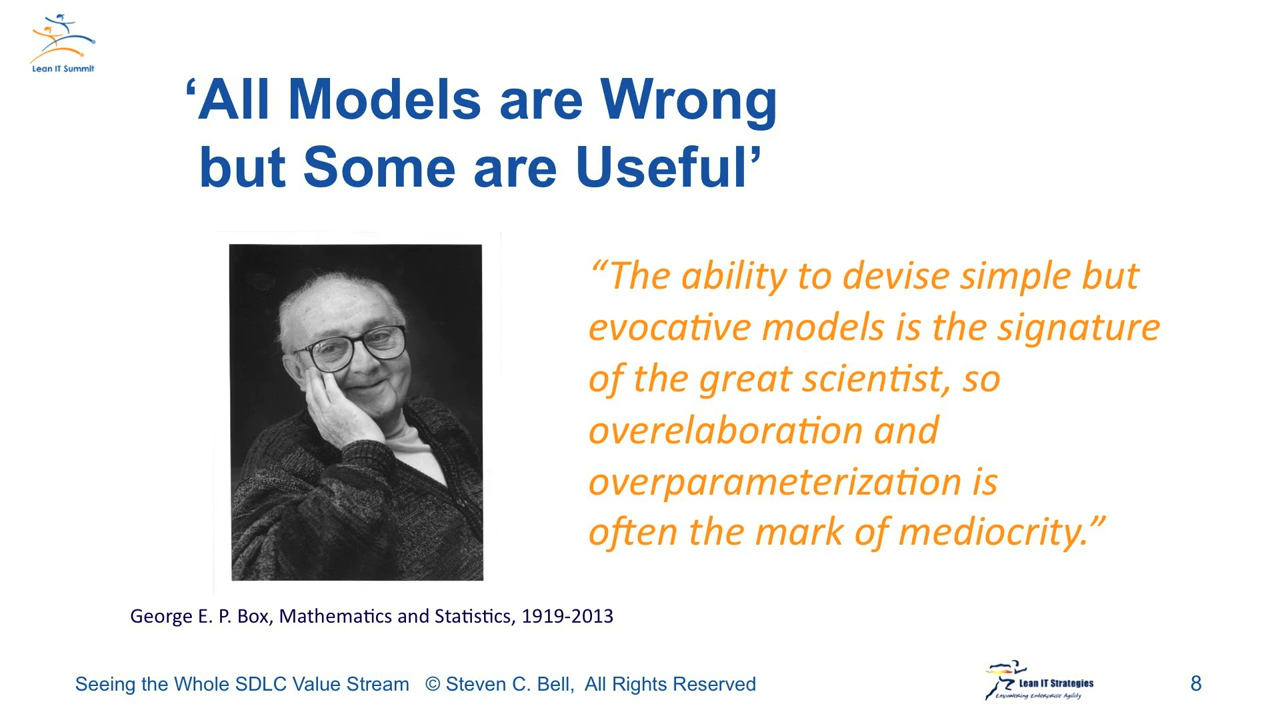 Lean IT Summit
‘All Models are Wrong
but Some are Useful’
“The ability to devise simple but
evocative models is the signature
of the great scientist, so
overelaboration and
overparameterization is
often the mark of mediocrity.”
George E. P. Box, Mathematics and Statistics, 1919-2013
Seeing the Whole SDLC Value Stream © Steven C. Bell, All Rights Reserved
Lean IT Strategies
Empowering Enterprise Agility
8